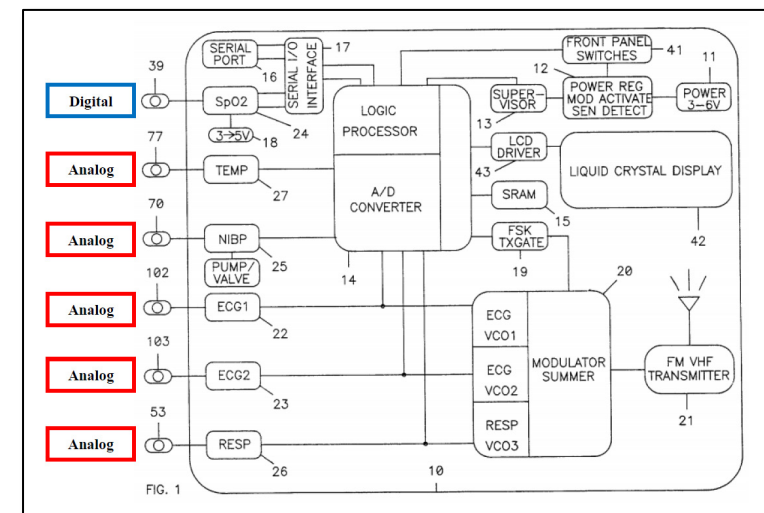 SERIAL
PORT
16
SERIAL I/O
INTERFACE
17
FRONT PANEL
SWITCHES
41
12
11
39
Digital
SpO2
24
3→5V
18
LOGIC
PROCESSOR
A/D
CONVERTER
14
SUPER-
VISOR
13
POWER REG
MOD ACTIVATE
SEN DETECT
POWER
3-6V
77
Analog
TEMP
27
LCD
DRIVER
43
LIQUID CRYSTAL DISPLAY
42
SRAM
15
70
Analog
NIBP
25
PUMP/
VALVE
FSK
TXGATE
19
20
102
Analog
ECG1
22
ECG
VCO1
103
Analog
ECG2
23
ECG
VCO2
MODULATOR
SUMMER
FM VHF
TRANSMITTER
21
53
Analog
RESP
26
RESP
VCO3
10
FIG. 1